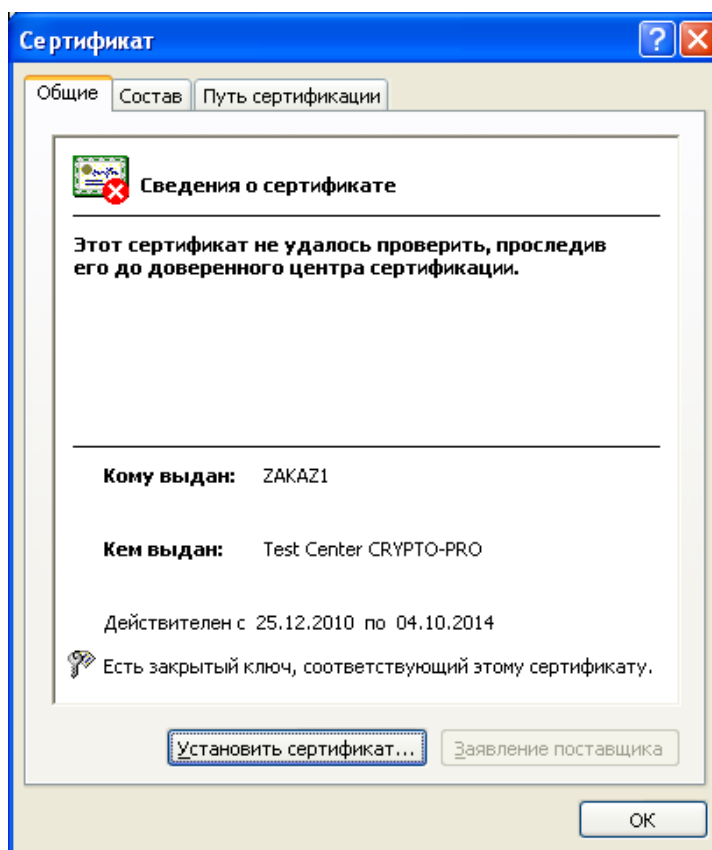 Сертификат
Общие Состав Путь сертификации
Сведения о сертификате
Этот сертификат не удалось проверить, проследив
его до доверенного центра сертификации.
Кому выдан: ZAKAZ1
Кем выдан: Test Center CRYPTO-PRO
Действителен с 25.12.2010 по 04.10.2014
Есть закрытый ключ, соответствующий этому сертификату.
Установить сертификат... Заявление поставщика
ОК